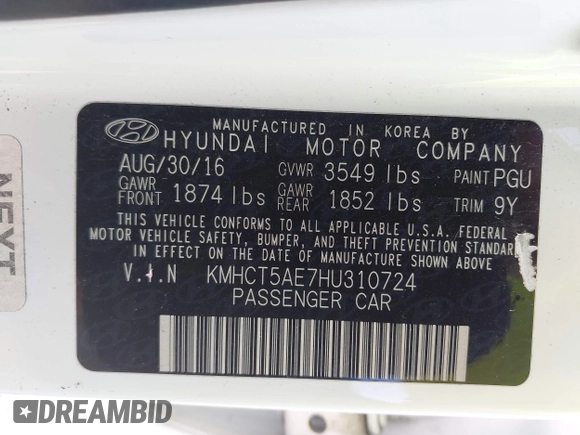 MANUFACTURED IN KOREA BY
HYUNDAI MOTOR COMPANY
AUG/30/16 GVWR 3549 lbs PAINT PGU
GAWR FRONT 1874 lbs GAWR REAR 1852 lbs TRIM 9Y
THIS VEHICLE CONFORMS TO ALL APPLICABLE U.S.A. FEDERAL
MOTOR VEHICLE SAFETY, BUMPER, AND THEFT PREVENTION STANDARDS
IN EFFECT ON THE DATE OF MANUFACTURE SHOWN ABOVE.
V.I.N KMHCT5AE7HU310724
PASSENGER CAR
NEXT
DREAMBID